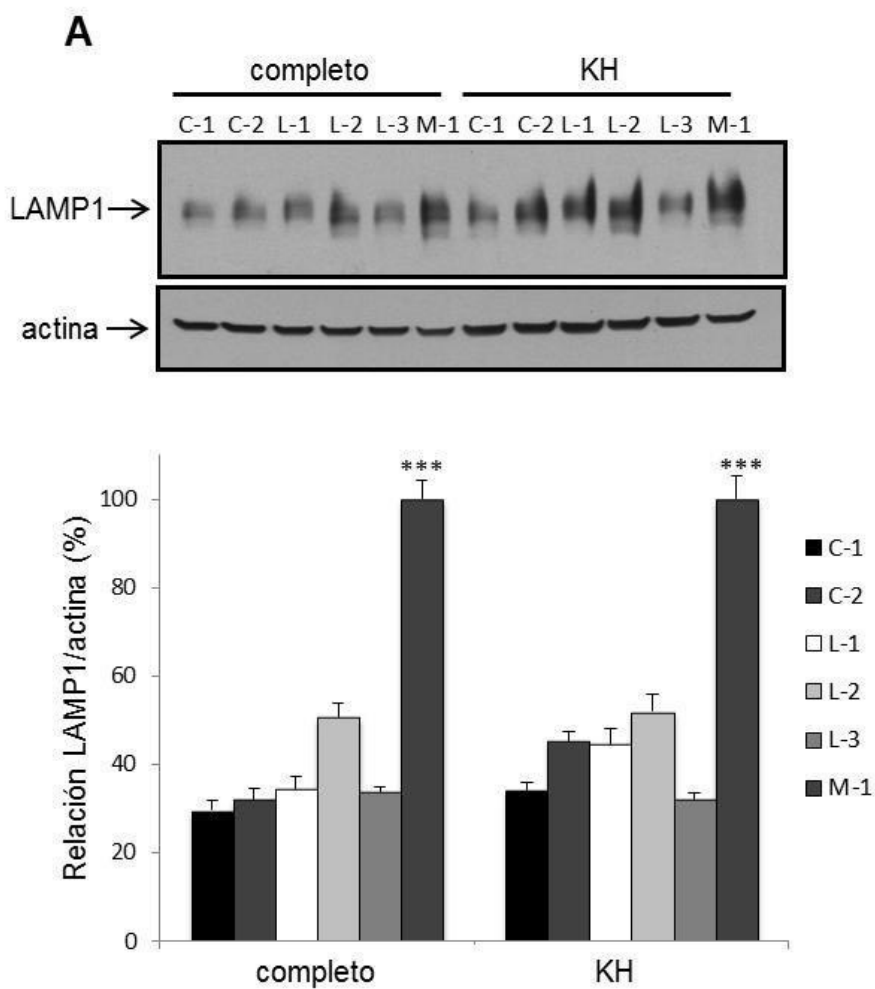 A
completo KH
C-1 C-2 L-1 L-2 L-3 M-1 C-1 C-2 L-1 L-2 L-3 M-1
LAMP1
actina
Relación LAMP1/actina (%)
100
80
60
40
20
0
*** ***
completo KH
C-1
C-2
L-1
L-2
L-3
M-1